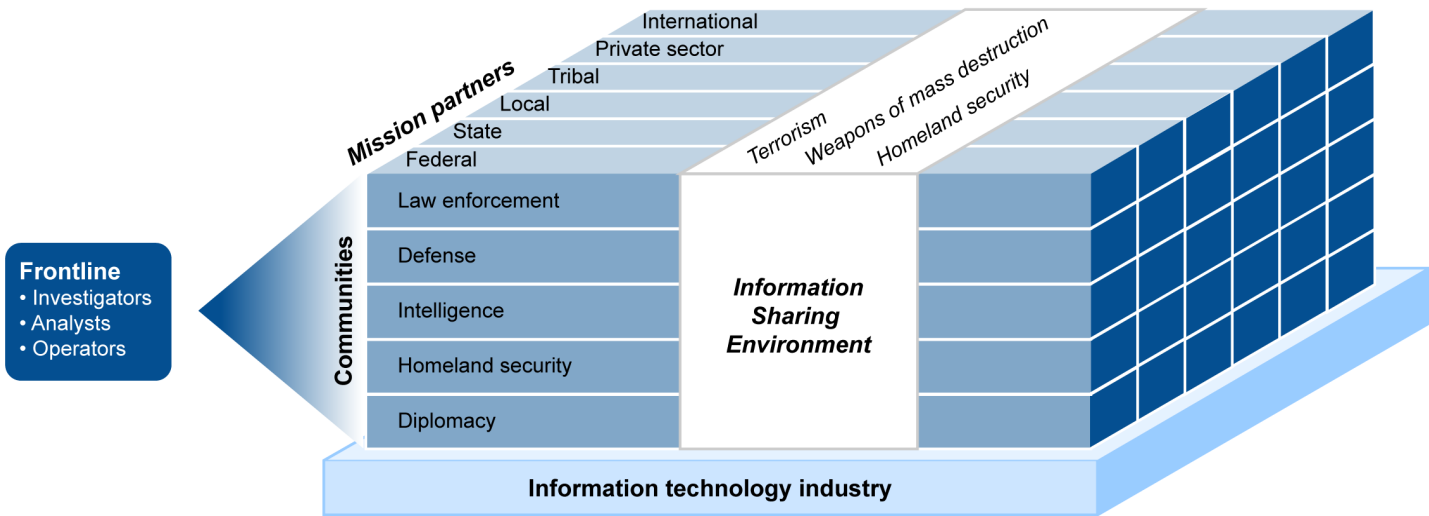 International
Private sector
Tribal
Local
State
Federal
Mission partners
Terrorism
Weapons of mass destruction
Homeland security
Frontline
• Investigators
• Analysts
• Operators
Communities
Law enforcement
Defense
Intelligence
Homeland security
Diplomacy
Information
Sharing
Environment
Information technology industry